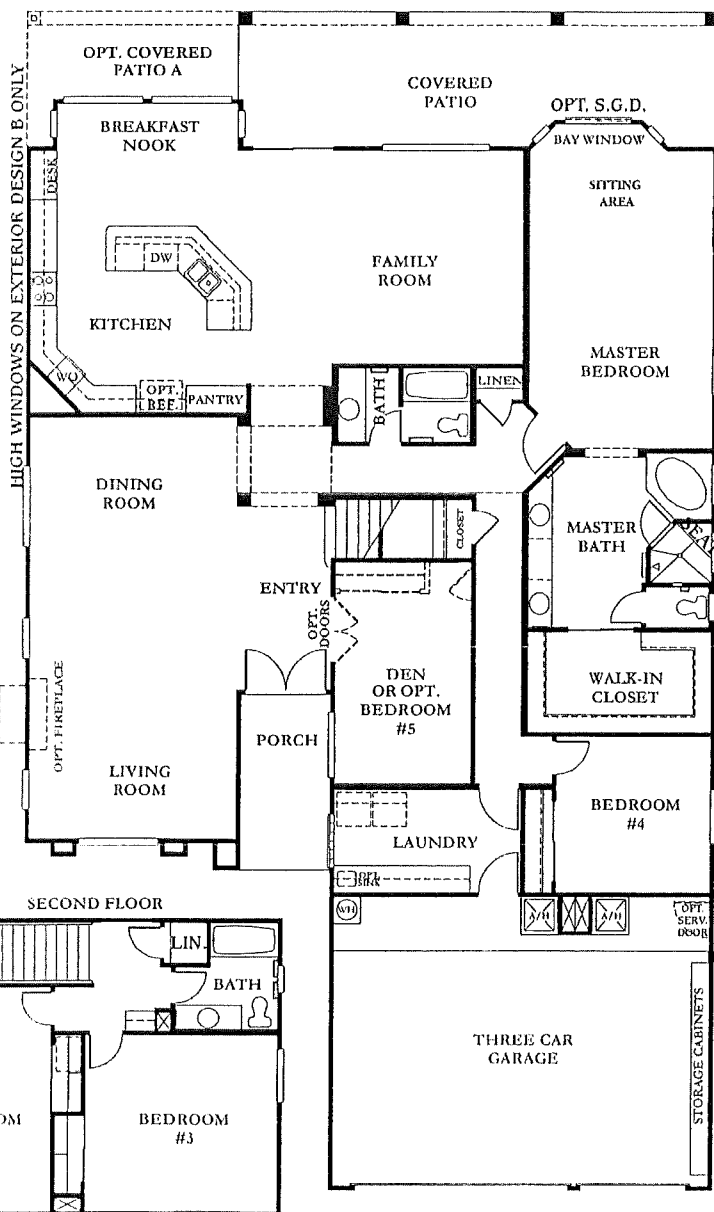 OPT. COVERED
PATIO A
COVERED
PATIO
HIGH WINDOWS ON EXTERIOR DESIGN B ONLY
BREAKFAST
NOOK
OPT. S.G.D.
BAY WINDOW
SITTING
AREA
DESK
DW
FAMILY
ROOM
KITCHEN
MASTER
BEDROOM
WO
OPT.
REF.
PANTRY
BATH
LINEN
DINING
ROOM
CLOSET
MASTER
BATH
SEAT
ENTRY
OPT.
DOORS
DEN
OR OPT.
BEDROOM
#5
WALK-IN
CLOSET
OPT. FIREPLACE
PORCH
LIVING
ROOM
BEDROOM
#4
LAUNDRY
OPT.
SINK
SECOND FLOOR
WH
A/H
A/H
OPT.
SERV.
DOOR
LIN.
BATH
THREE CAR
GARAGE
STORAGE CABINETS
OM
BEDROOM
#3